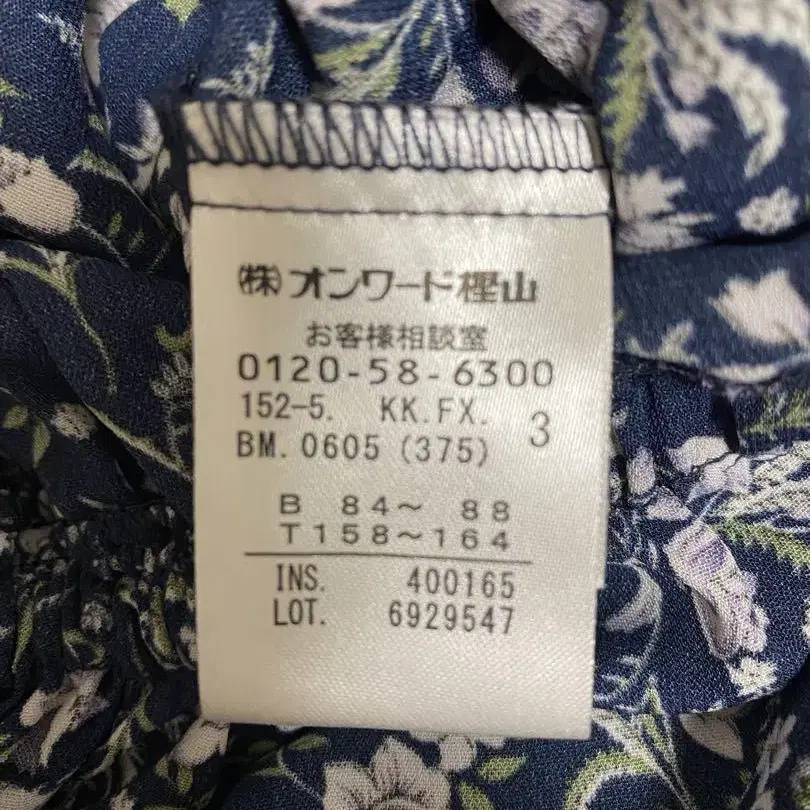 ㈱オンワード樫山
お客様相談室
0120-58-6300
152-5. KK.FX. 3
BM. 0605 (375)
B 84〜 88
T158〜164
INS. 400165
LOT. 6929547